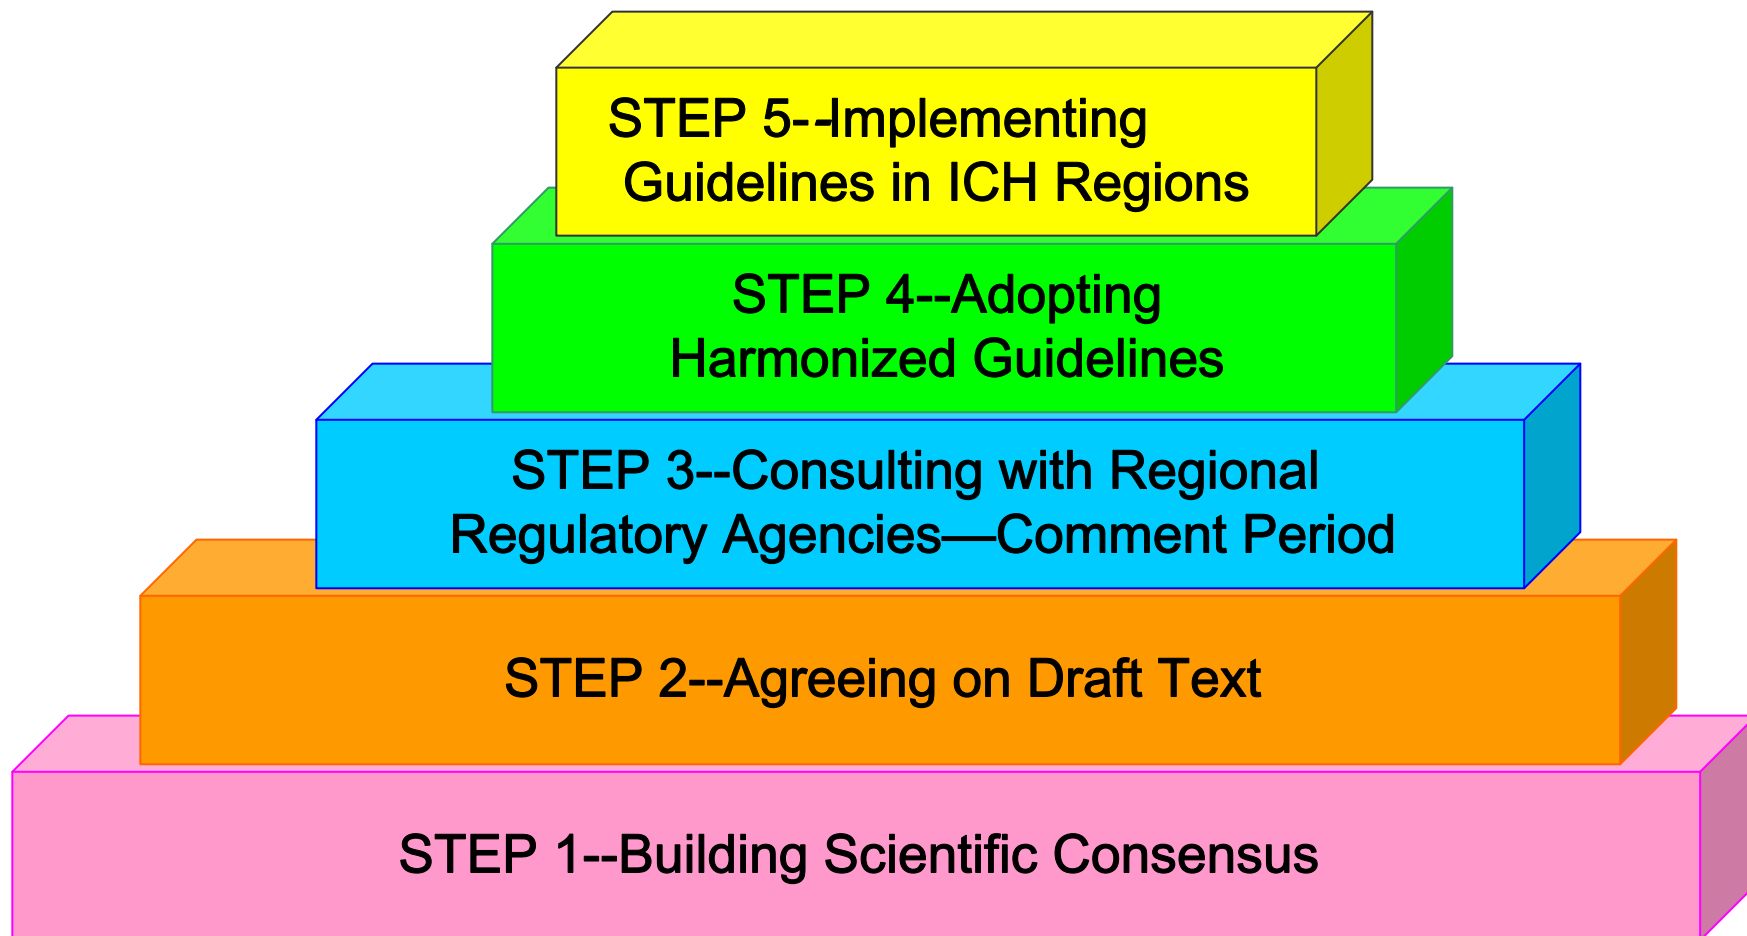 STEP 5--Implementing
Guidelines in ICH Regions
STEP 4--Adopting
Harmonized Guidelines
STEP 3--Consulting with Regional
Regulatory Agencies—Comment Period
STEP 2--Agreeing on Draft Text
STEP 1--Building Scientific Consensus